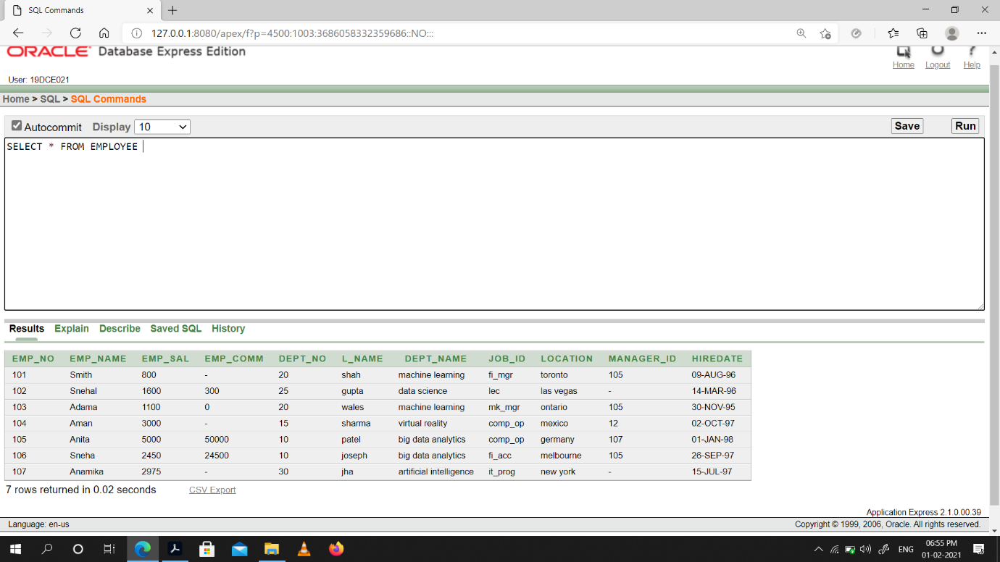 SQL Commands
127.0.0.1:8080/apex/f?p=4500:1003:3686058332359686::NO:::
ORACLE Database Express Edition
Home Logout Help
User: 19DCE021
Home > SQL > SQL Commands
Autocommit Display 10 Save Run
SELECT * FROM EMPLOYEE
Results Explain Describe Saved SQL History
EMP_NO EMP_NAME EMP_SAL EMP_COMM DEPT_NO L_NAME DEPT_NAME JOB_ID LOCATION MANAGER_ID HIREDATE
101 Smith 800 - 20 shah machine learning fi_mgr toronto 105 09-AUG-96
102 Snehal 1600 300 25 gupta data science lec las vegas - 14-MAR-96
103 Adama 1100 0 20 wales machine learning mk_mgr ontario 105 30-NOV-95
104 Aman 3000 - 15 sharma virtual reality comp_op mexico 12 02-OCT-97
105 Anita 5000 50000 10 patel big data analytics comp_op germany 107 01-JAN-98
106 Sneha 2450 24500 10 joseph big data analytics fi_acc melbourne 105 26-SEP-97
107 Anamika 2975 - 30 jha artificial intelligence it_prog new york - 15-JUL-97
7 rows returned in 0.02 seconds CSV Export
Application Express 2.1.0.00.39
Language: en-us Copyright © 1999, 2006, Oracle. All rights reserved.
ENG 06:55 PM
01-02-2021